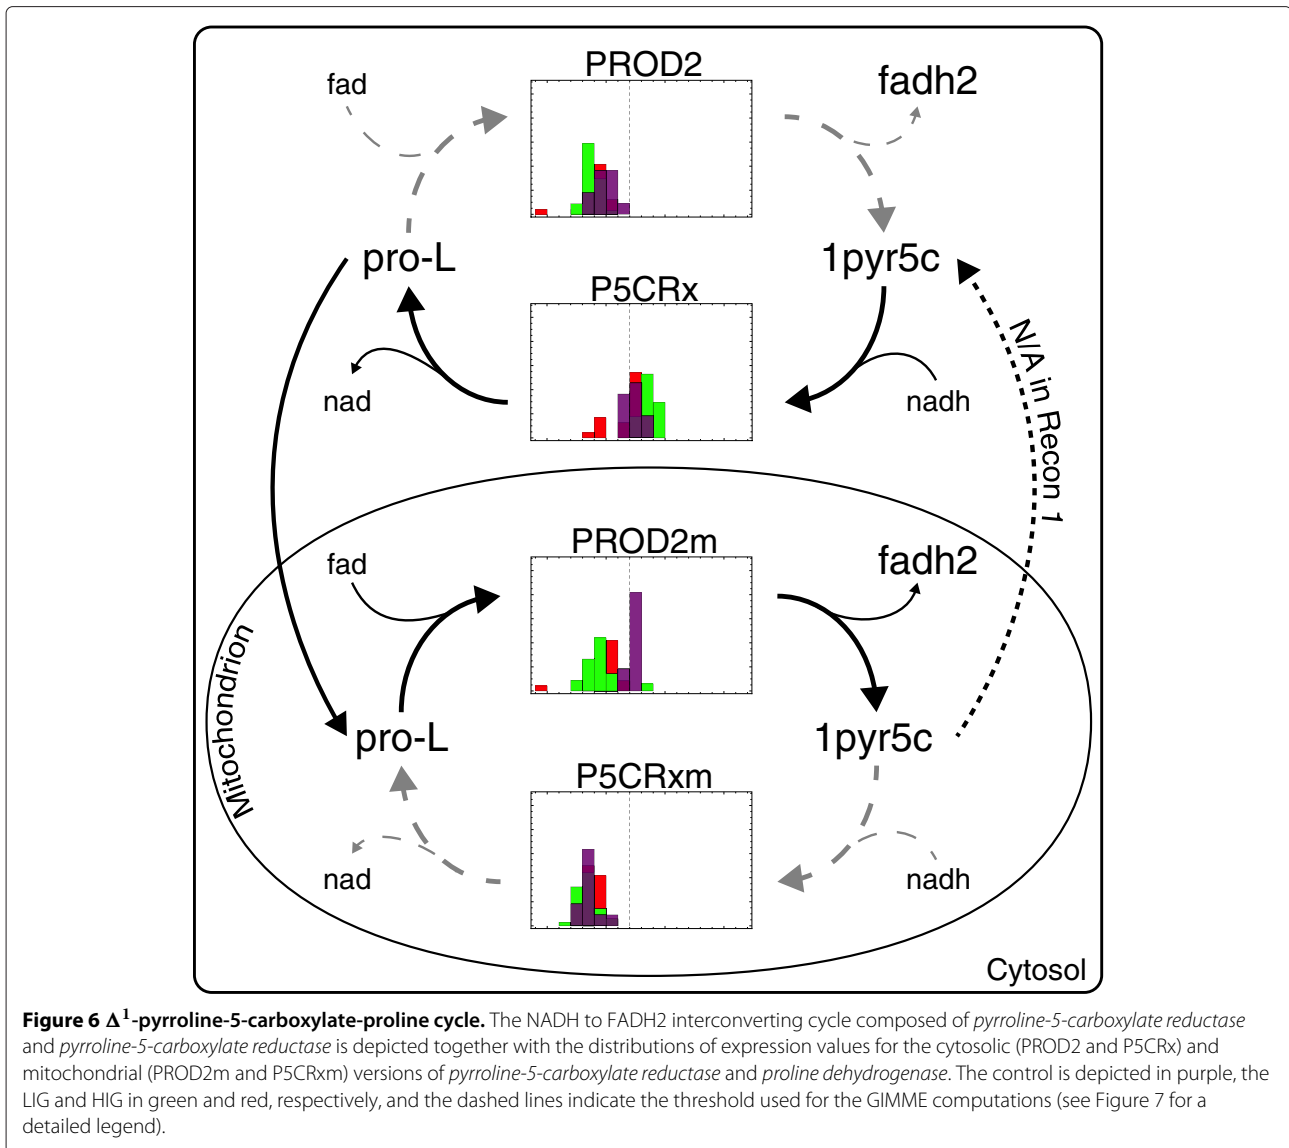 PROD2
fad
fadh2
pro-L
1pyr5c
P5CRx
nad
nadh
N/A in Recon 1
PROD2m
fad
fadh2
Mitochondrion
pro-L
1pyr5c
P5CRxm
nad
nadh
Cytosol
Figure 6 Δ¹-pyrroline-5-carboxylate-proline cycle. The NADH to FADH2 interconverting cycle composed of pyrroline-5-carboxylate reductase
and pyrroline-5-carboxylate reductase is depicted together with the distributions of expression values for the cytosolic (PROD2 and P5CRx) and
mitochondrial (PROD2m and P5CRxm) versions of pyrroline-5-carboxylate reductase and proline dehydrogenase. The control is depicted in purple, the
LIG and HIG in green and red, respectively, and the dashed lines indicate the threshold used for the GIMME computations (see Figure 7 for a
detailed legend).